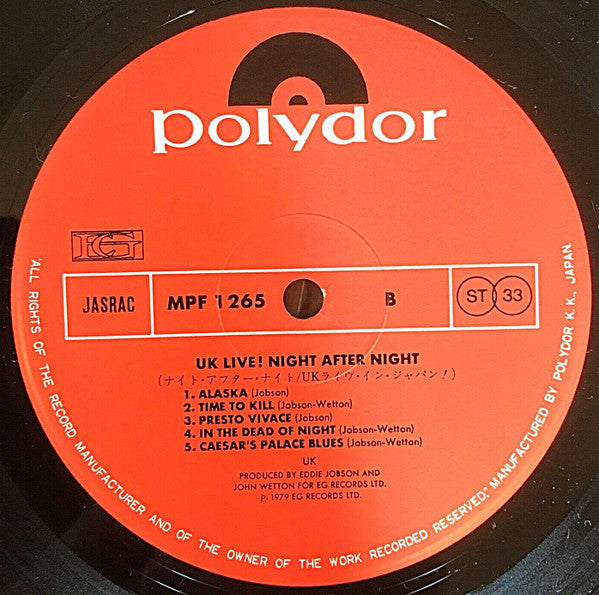 polydor
EG
JASRAC
MPF 1265
B
ST 33
UK LIVE! NIGHT AFTER NIGHT
(ナイト・アフター・ナイト/UKライヴ・イン・ジャパン!)
1. ALASKA (Jobson)
2. TIME TO KILL (Jobson-Wetton)
3. PRESTO VIVACE (Jobson)
4. IN THE DEAD OF NIGHT (Jobson-Wetton)
5. CAESAR'S PALACE BLUES (Jobson-Wetton)
UK
PRODUCED BY EDDIE JOBSON AND
JOHN WETTON FOR EG RECORDS LTD.
℗ 1979 EG RECORDS LTD.
"ALL RIGHTS OF THE RECORD MANUFACTURER AND OF THE OWNER OF THE WORK RECORDED RESERVED." MANUFACTURED BY POLYDOR K.K., JAPAN.